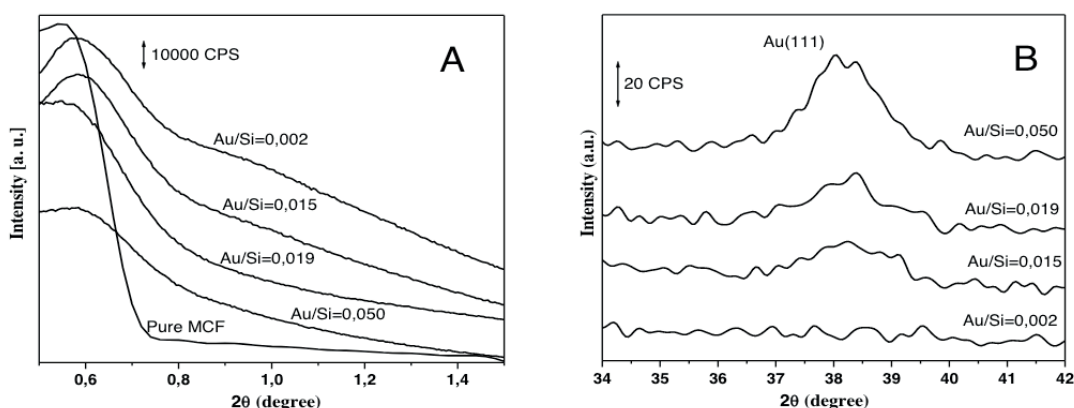 A
10000 CPS
Au/Si=0,002
Au/Si=0,015
Au/Si=0,019
Au/Si=0,050
Pure MCF
Intensity [a. u.]
0,6 0,8 1,0 1,2 1,4
2θ (degree)
B
Au(111)
20 CPS
Au/Si=0,050
Au/Si=0,019
Au/Si=0,015
Au/Si=0,002
Intensity (a.u.)
34 35 36 37 38 39 40 41 42
2θ (degree)